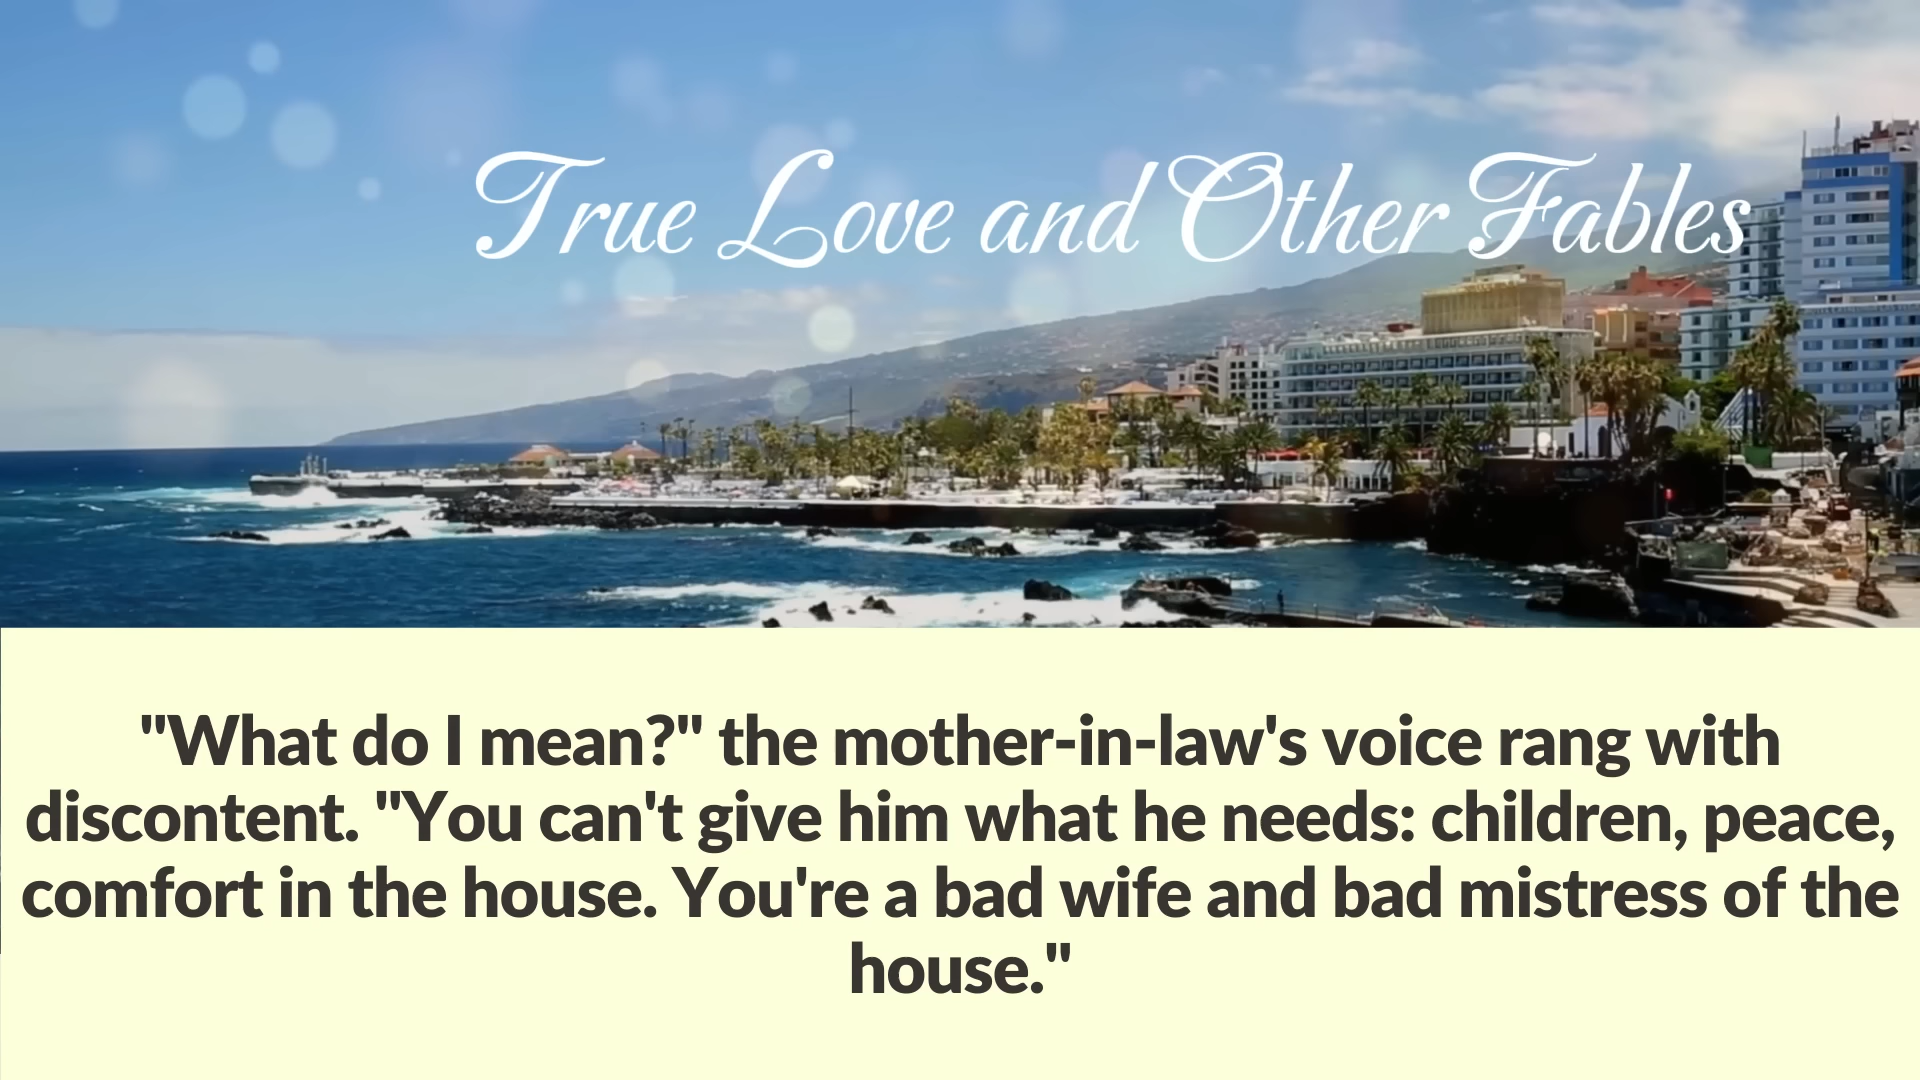 True Love and Other Fables
"What do I mean?" the mother-in-law's voice rang with
discontent. "You can't give him what he needs: children, peace,
comfort in the house. You're a bad wife and bad mistress of the
house."